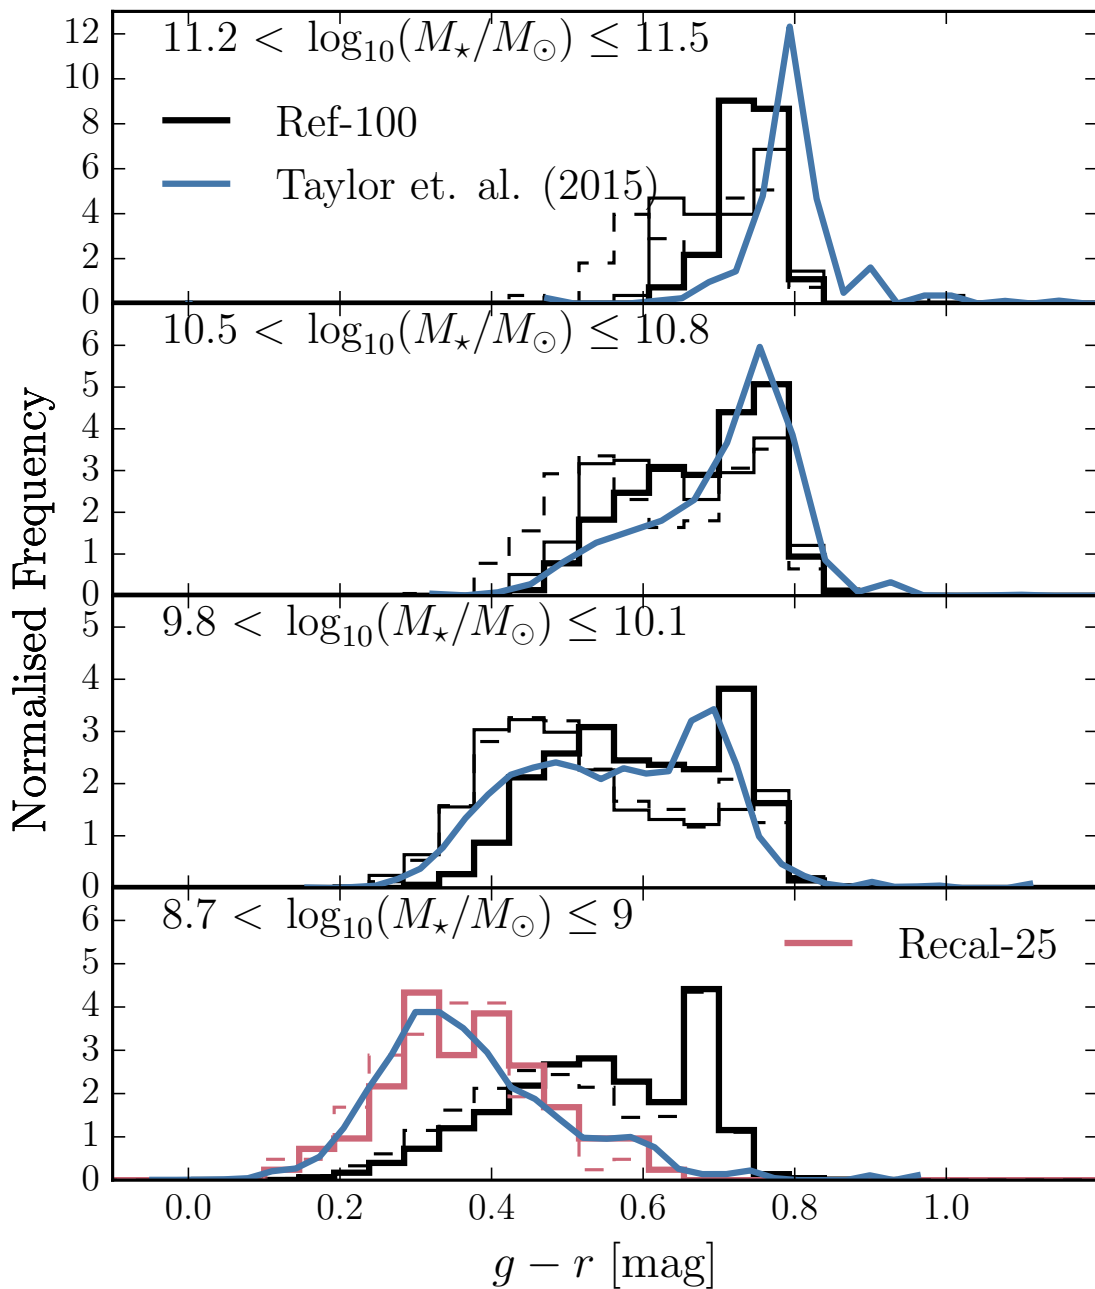 Normalised Frequency
11.2 < log₁₀(M⋆/M☉) ≤ 11.5
Ref-100
Taylor et. al. (2015)
12
10
8
6
4
2
0
10.5 < log₁₀(M⋆/M☉) ≤ 10.8
6
5
4
3
2
1
0
9.8 < log₁₀(M⋆/M☉) ≤ 10.1
5
4
3
2
1
0
8.7 < log₁₀(M⋆/M☉) ≤ 9
Recal-25
6
5
4
3
2
1
0
0.0 0.2 0.4 0.6 0.8 1.0
g − r [mag]